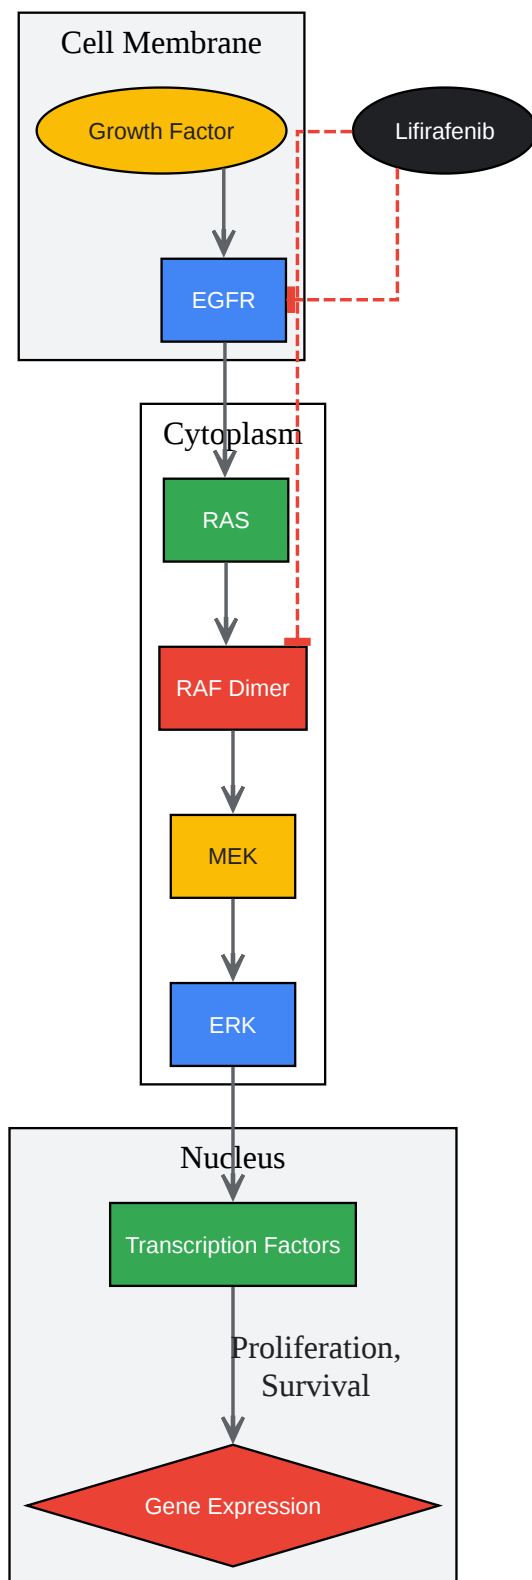 Cell Membrane
Growth Factor
Lifirafenib
EGFR
Cytoplasm
RAS
RAF Dimer
MEK
ERK
Nucleus
Transcription Factors
Proliferation,
Survival
Gene Expression